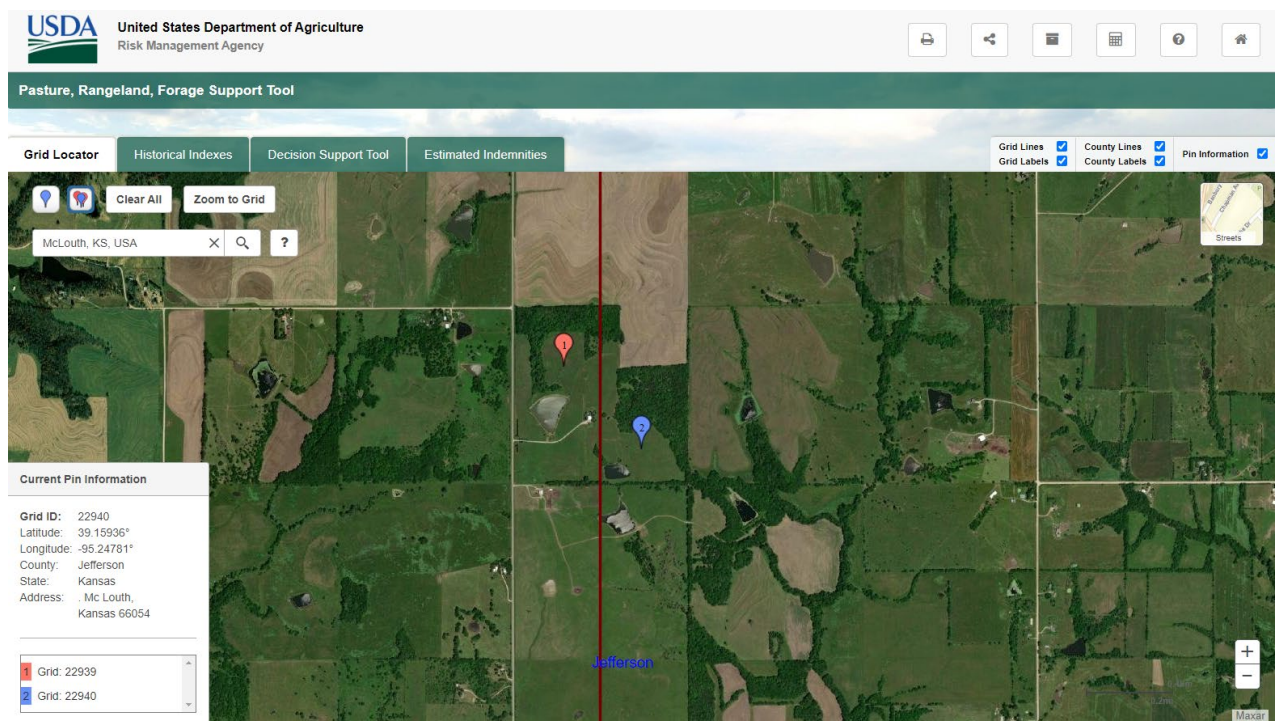 USDA
United States Department of Agriculture
Risk Management Agency
Pasture, Rangeland, Forage Support Tool
Grid Locator
Historical Indexes
Decision Support Tool
Estimated Indemnities
Grid Lines
Grid Labels
County Lines
County Labels
Pin Information
Clear All
Zoom to Grid
McLouth, KS, USA
?
Streets
1
2
Current Pin Information
Grid ID: 22940
Latitude: 39.15936°
Longitude: -95.24781°
County: Jefferson
State: Kansas
Address: . Mc Louth,
Kansas 66054
1 Grid: 22939
2 Grid: 22940
Jefferson
+
−
Maxar